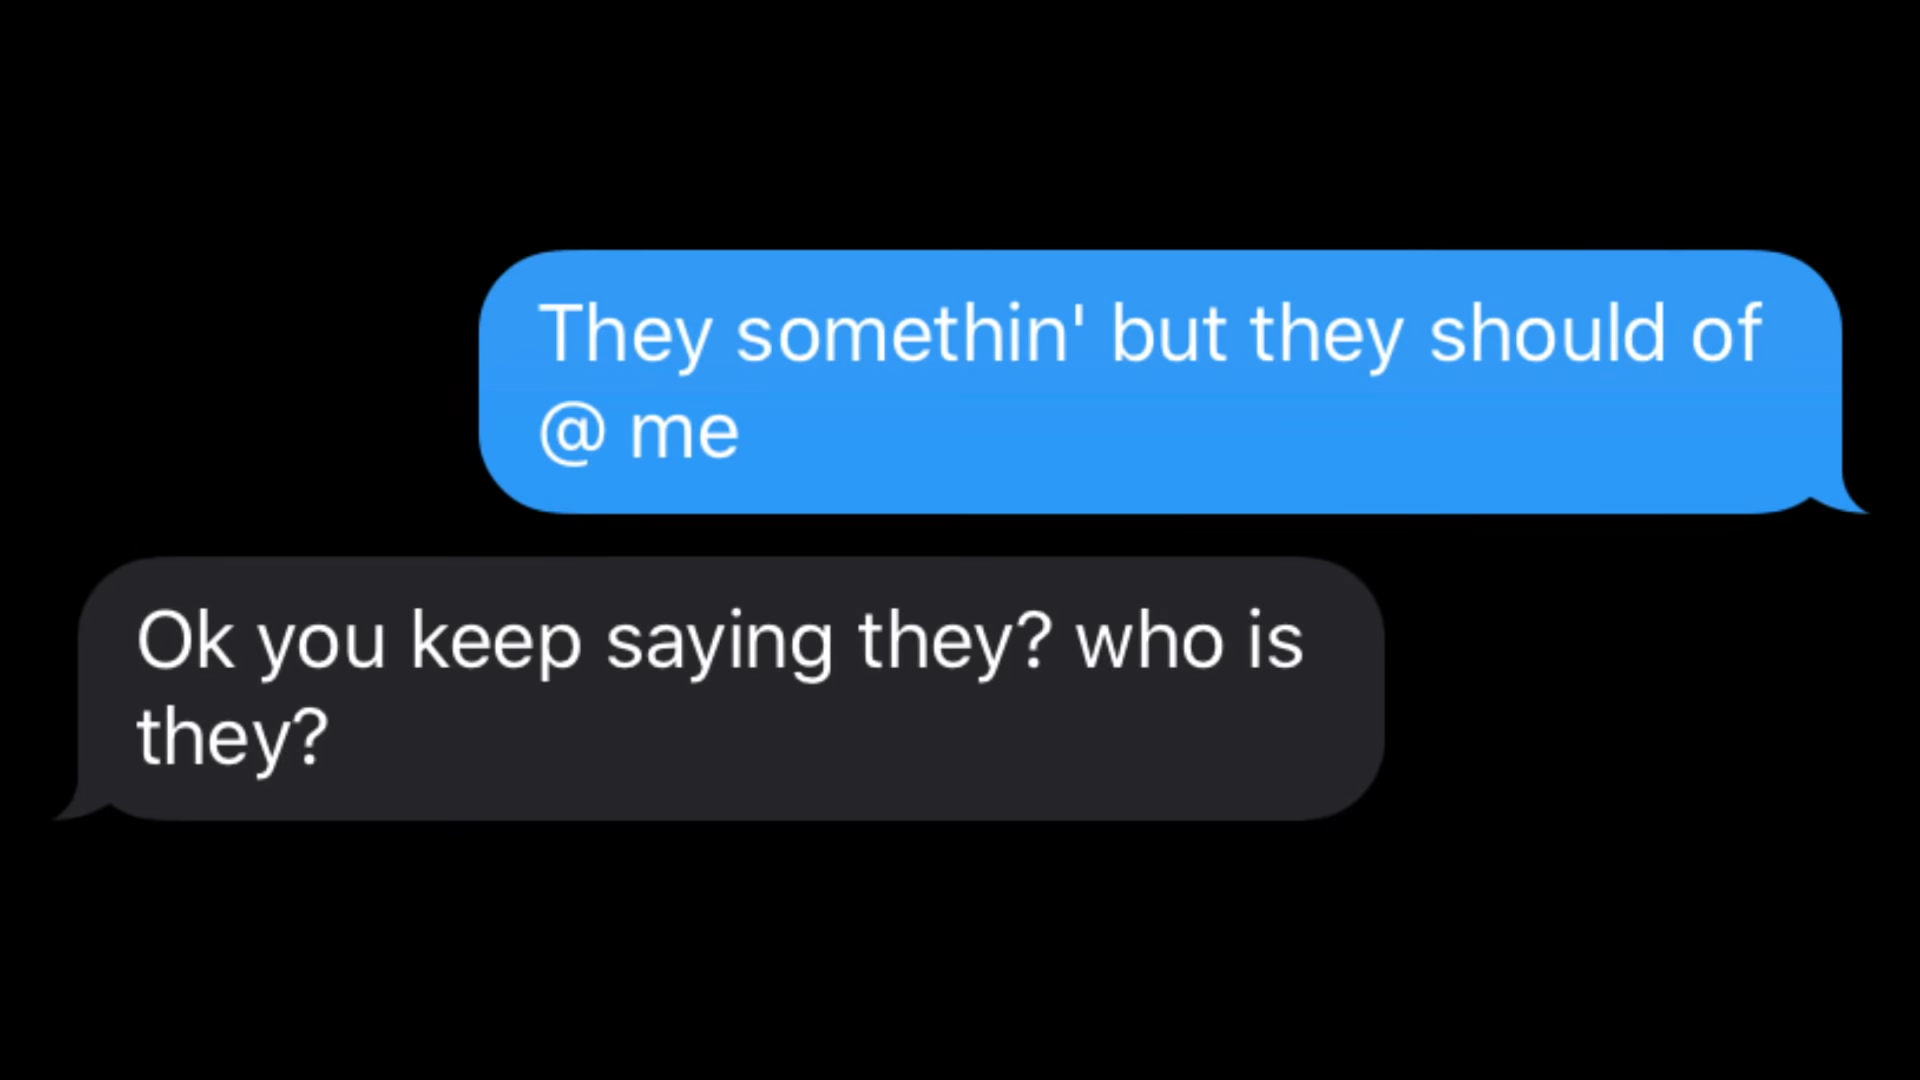 They somethin' but they should of
@ me
Ok you keep saying they? who is
they?